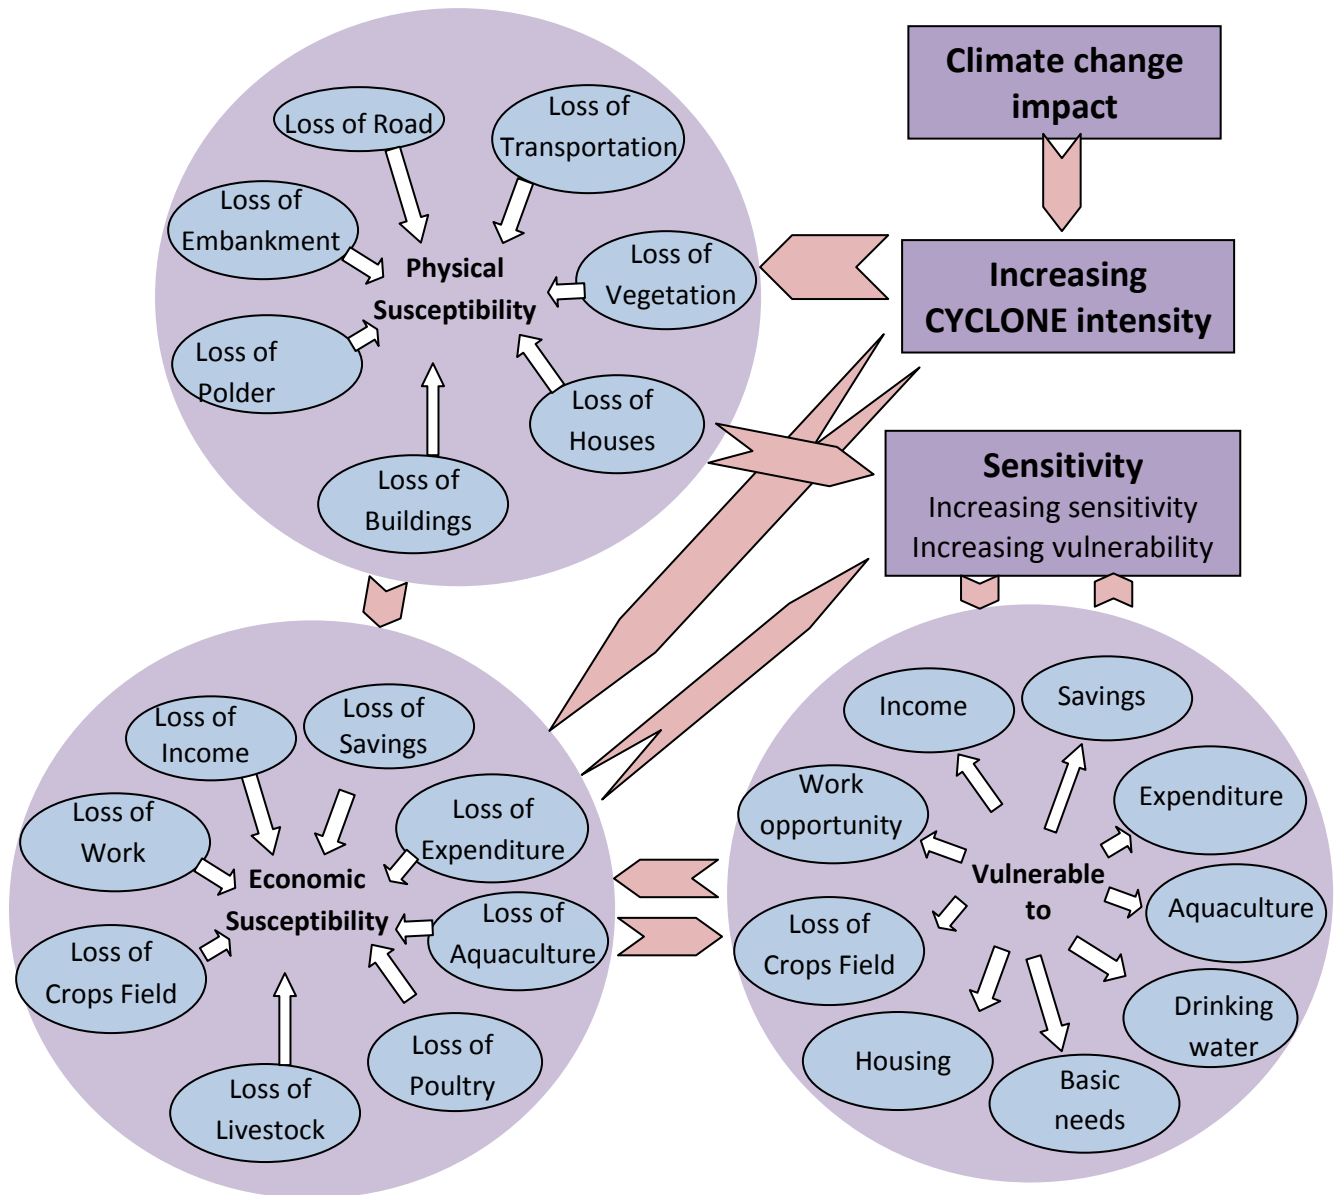 Climate change
impact
Increasing
CYCLONE intensity
Sensitivity
Increasing sensitivity
Increasing vulnerability
Loss of Road
Loss of
Transportation
Loss of
Embankment
Loss of
Vegetation
Physical
Susceptibility
Loss of
Polder
Loss of
Houses
Loss of
Buildings
Loss of
Income
Loss of
Savings
Loss of
Work
Loss of
Expenditure
Economic
Susceptibility
Loss of
Crops Field
Loss of
Aquaculture
Loss of
Poultry
Loss of
Livestock
Income
Savings
Work
opportunity
Expenditure
Vulnerable
to
Aquaculture
Loss of
Crops Field
Drinking
water
Housing
Basic
needs